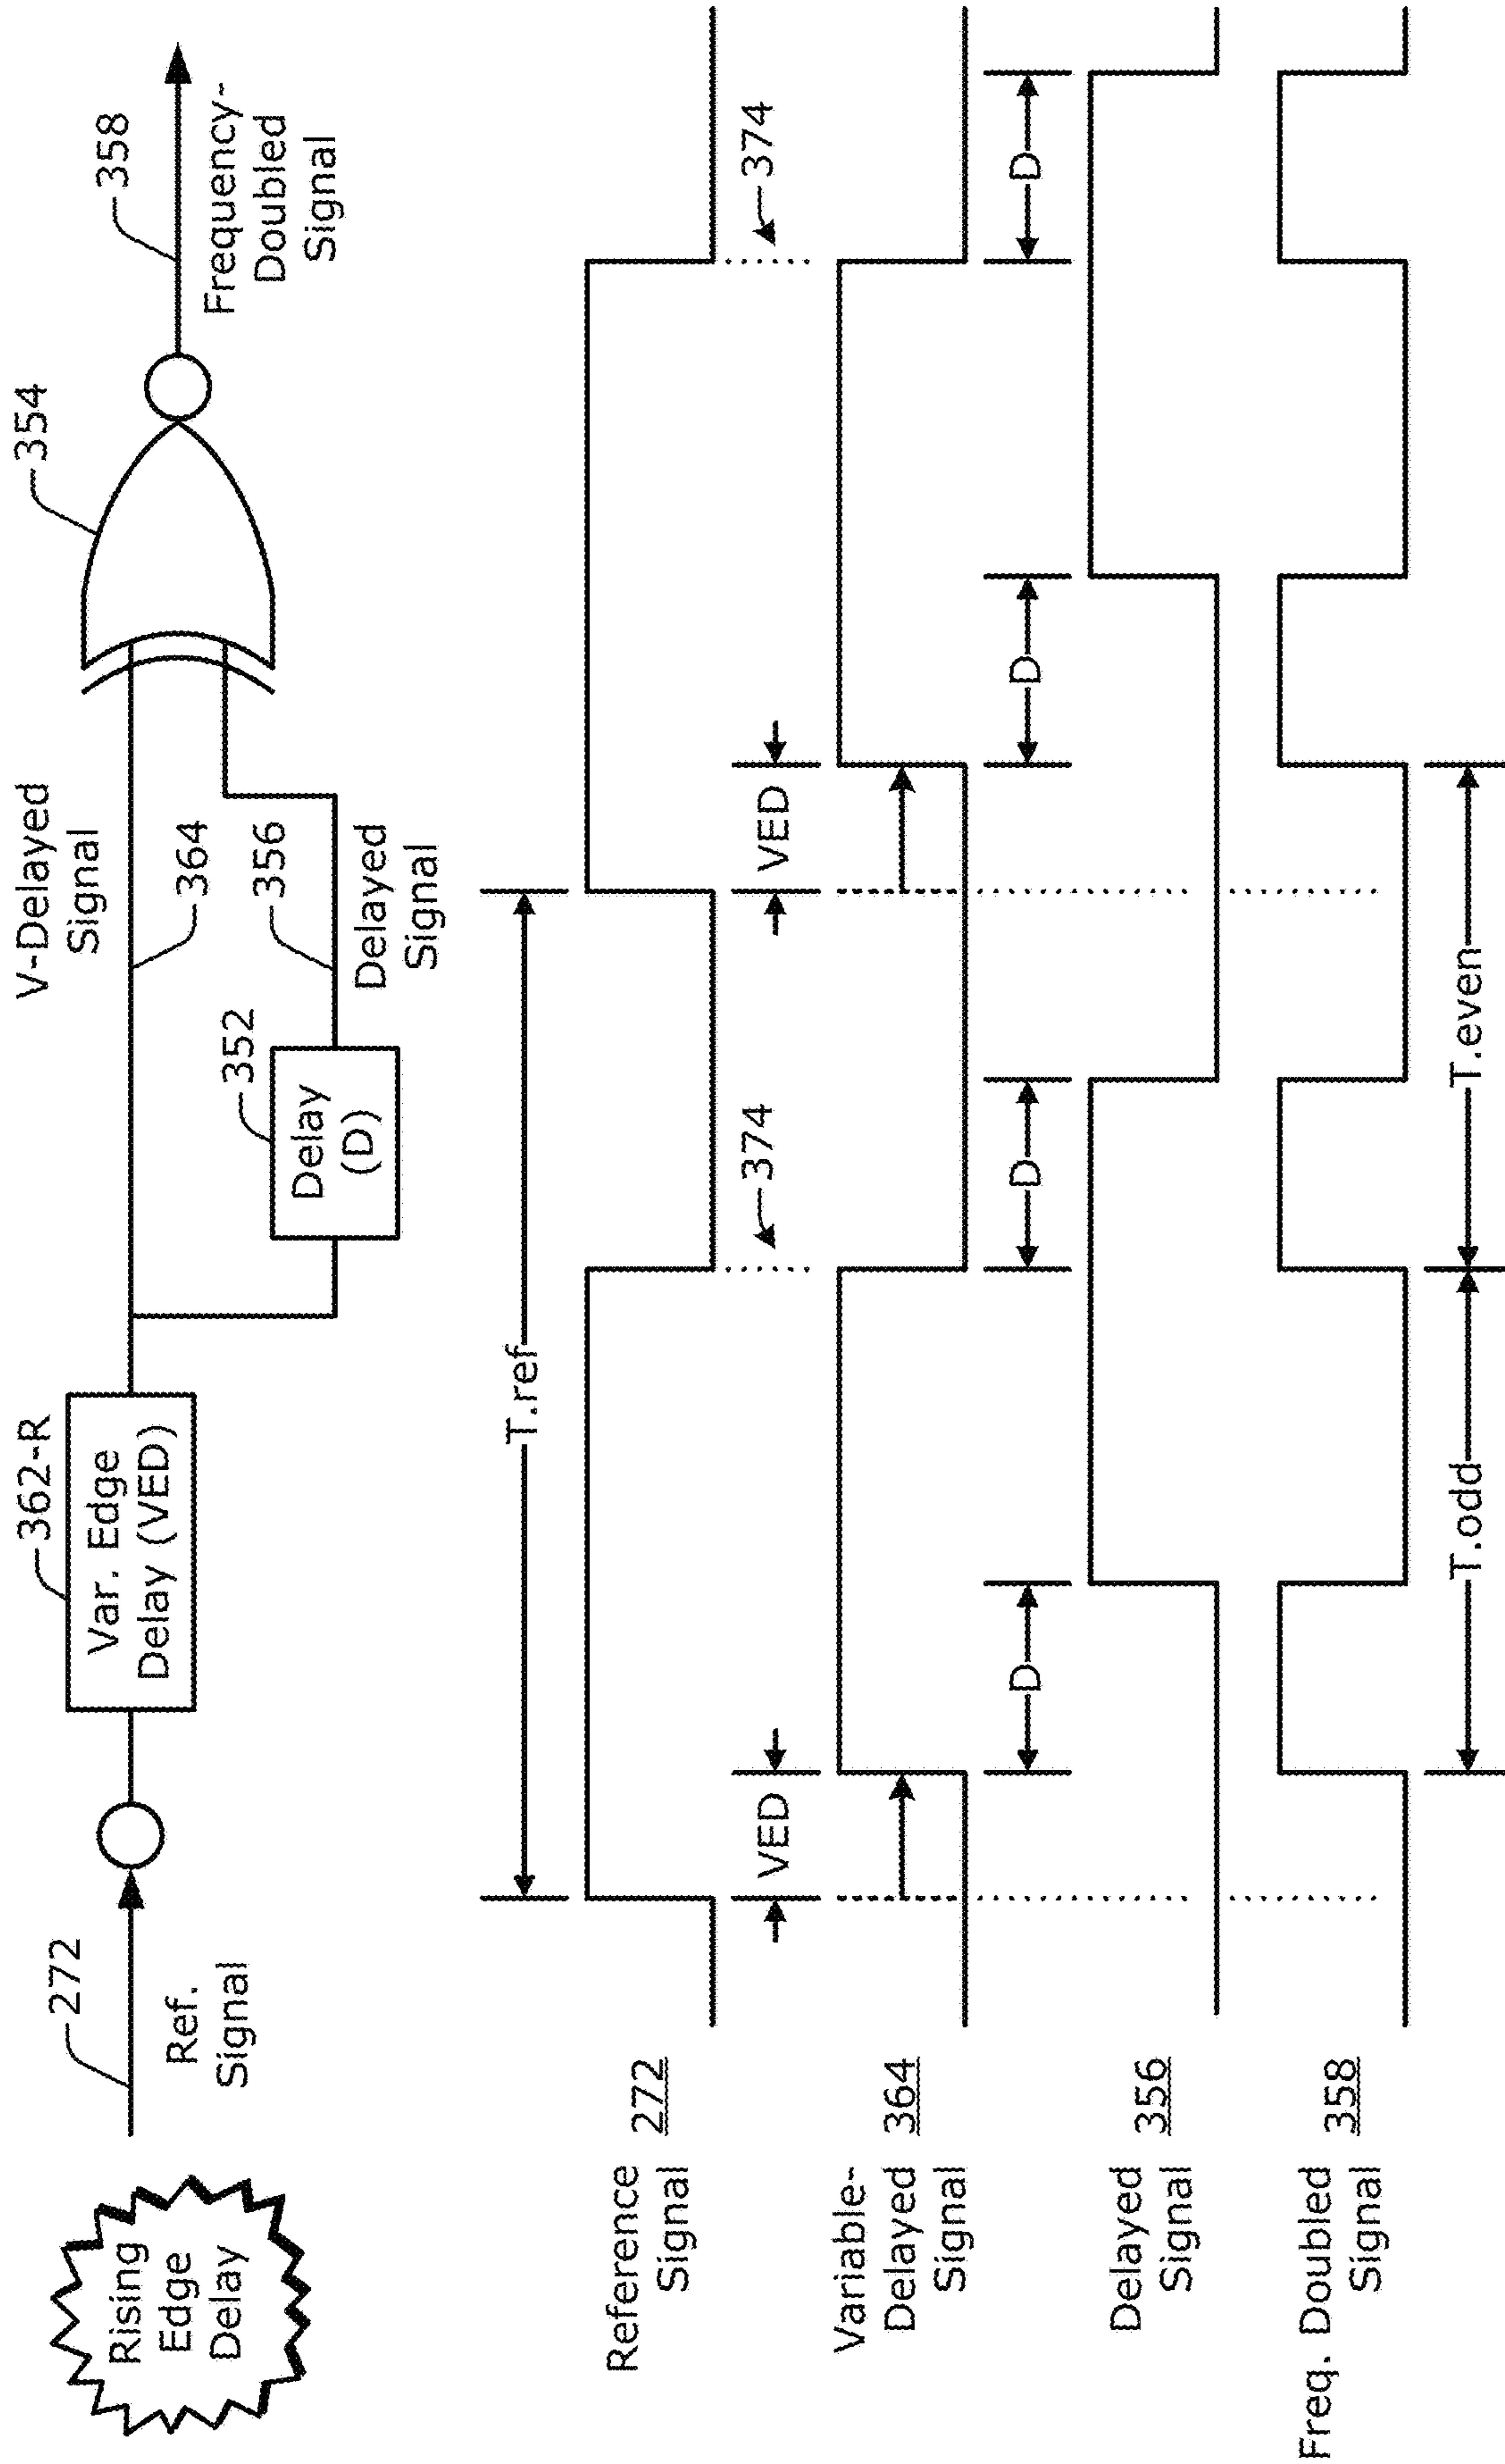 Rising
Edge
Delay
272
Ref.
Signal
362-R
Var. Edge
Delay (VED)
352
Delay
(D)
V-Delayed
Signal
364
356
Delayed
Signal
354
358
Frequency-
Doubled
Signal
T.ref
Reference
Signal
272
VED
374
VED
374
Variable-
Delayed
Signal
364
D
D
D
D
Delayed
Signal
356
Freq. Doubled
Signal
358
T.odd
T.even